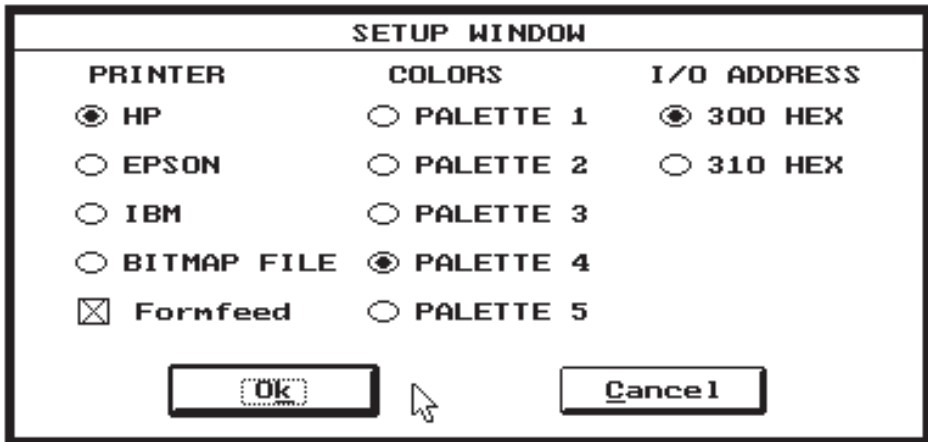 SETUP WINDOW
PRINTER COLORS I/O ADDRESS
HP PALETTE 1 300 HEX
EPSON PALETTE 2 310 HEX
IBM PALETTE 3
BITMAP FILE PALETTE 4
Formfeed PALETTE 5
Ok Cancel